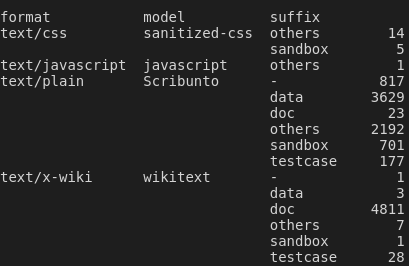 format model suffix
text/css sanitized-css others 14
sandbox 5
text/javascript javascript others 1
text/plain Scribunto - 817
data 3629
doc 23
others 2192
sandbox 701
testcase 177
text/x-wiki wikitext - 1
data 3
doc 4811
others 7
sandbox 1
testcase 28